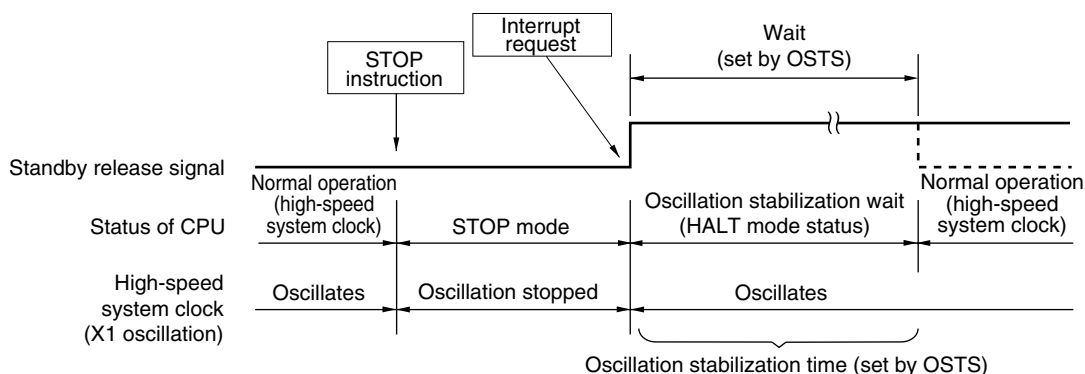 Interrupt
request
Wait
(set by OSTS)
STOP
instruction
Standby release signal
Normal operation
(high-speed
system clock)
Normal operation
(high-speed
system clock)
Oscillation stabilization wait
(HALT mode status)
Status of CPU
STOP mode
High-speed
system clock
(X1 oscillation)
Oscillates
Oscillation stopped
Oscillates
Oscillation stabilization time (set by OSTS)